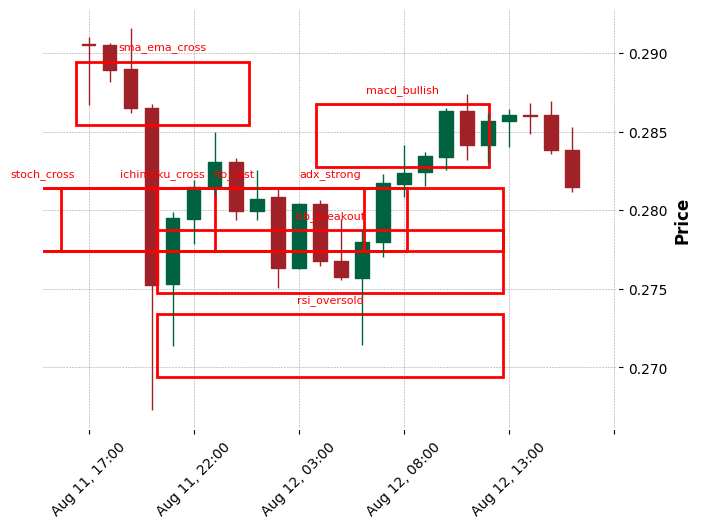 sma_ema_cross
0.290
macd_bullish
0.285
stoch_cross
adx_strong
0.280
Price
0.275
rsi_oversold
0.270
Aug 11, 17:00
Aug 11, 22:00
Aug 12, 03:00
Aug 12, 08:00
Aug 12, 13:00